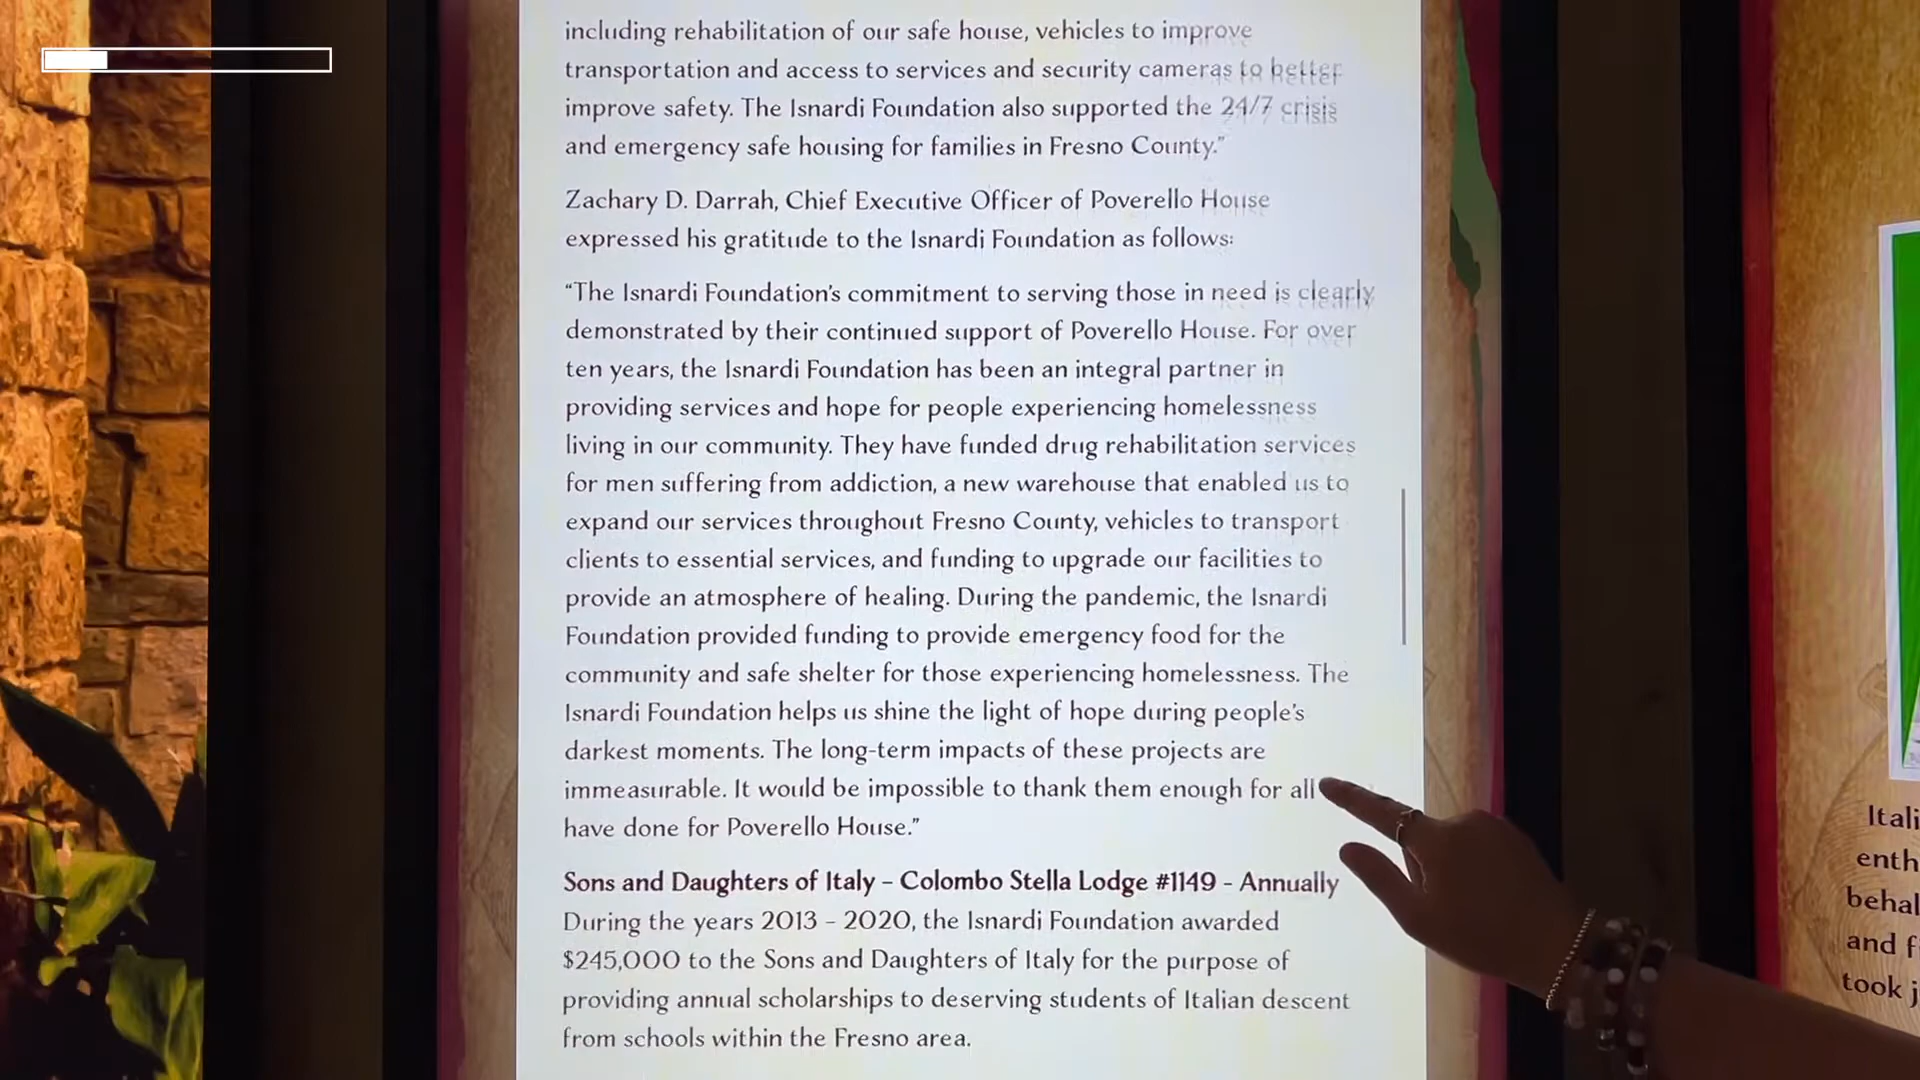 including rehabilitation of our safe house, vehicles to improve
transportation and access to services and security cameras to better
improve safety. The Isnardi Foundation also supported the 24/7 crisis
and emergency safe housing for families in Fresno County.”
Zachary D. Darrah, Chief Executive Officer of Poverello House
expressed his gratitude to the Isnardi Foundation as follows:
“The Isnardi Foundation’s commitment to serving those in need is clearly
demonstrated by their continued support of Poverello House. For over
ten years, the Isnardi Foundation has been an integral partner in
providing services and hope for people experiencing homelessness
living in our community. They have funded drug rehabilitation services
for men suffering from addiction, a new warehouse that enabled us to
expand our services throughout Fresno County, vehicles to transport
clients to essential services, and funding to upgrade our facilities to
provide an atmosphere of healing. During the pandemic, the Isnardi
Foundation provided funding to provide emergency food for the
community and safe shelter for those experiencing homelessness. The
Isnardi Foundation helps us shine the light of hope during people’s
darkest moments. The long-term impacts of these projects are
immeasurable. It would be impossible to thank them enough for all
have done for Poverello House.”
Sons and Daughters of Italy – Colombo Stella Lodge #1149 - Annually
During the years 2013 – 2020, the Isnardi Foundation awarded
$245,000 to the Sons and Daughters of Italy for the purpose of
providing annual scholarships to deserving students of Italian descent
from schools within the Fresno area.
Itali
enth
behal
and f
took j